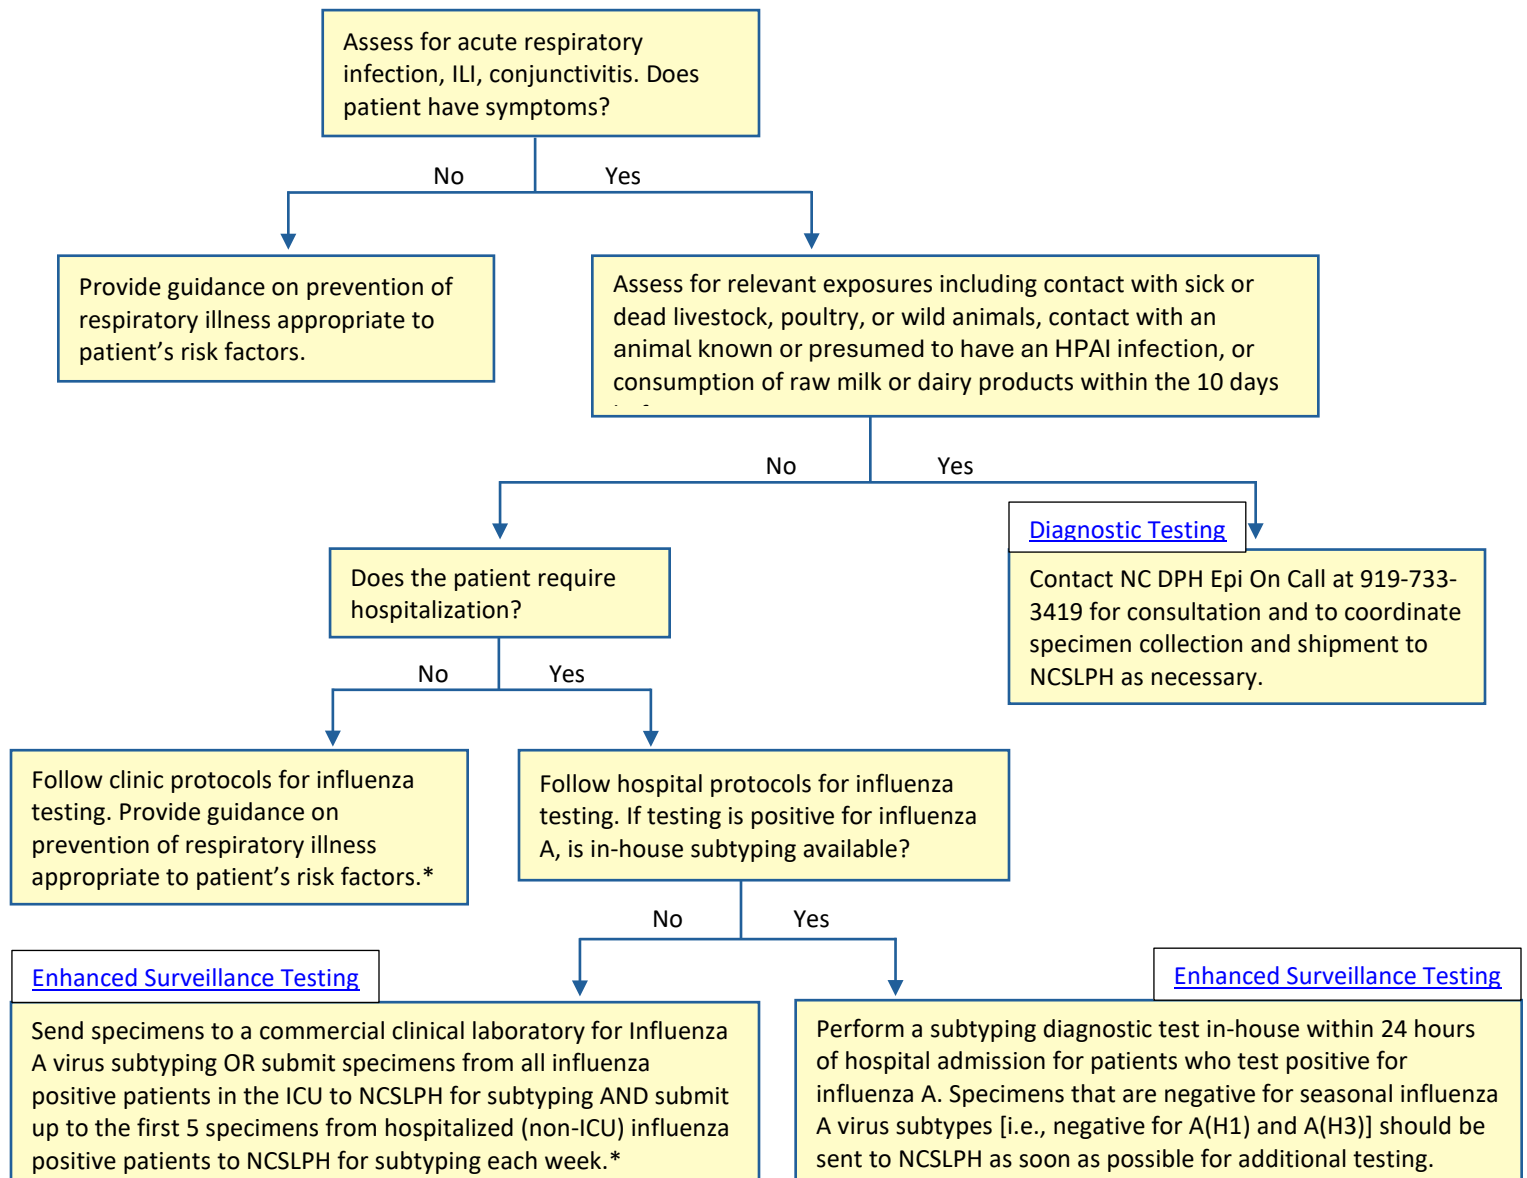 Assess for acute respiratory
infection, ILI, conjunctivitis. Does
patient have symptoms?
No
Yes
Provide guidance on prevention of
respiratory illness appropriate to
patient’s risk factors.
Assess for relevant exposures including contact with sick or
dead livestock, poultry, or wild animals, contact with an
animal known or presumed to have an HPAI infection, or
consumption of raw milk or dairy products within the 10 days
No
Yes
Does the patient require
hospitalization?
Diagnostic Testing
Contact NC DPH Epi On Call at 919-733-
3419 for consultation and to coordinate
specimen collection and shipment to
NCSLPH as necessary.
No
Yes
Follow clinic protocols for influenza
testing. Provide guidance on
prevention of respiratory illness
appropriate to patient’s risk factors.*
Follow hospital protocols for influenza
testing. If testing is positive for influenza
A, is in-house subtyping available?
No
Yes
Enhanced Surveillance Testing
Send specimens to a commercial clinical laboratory for Influenza
A virus subtyping OR submit specimens from all influenza
positive patients in the ICU to NCSLPH for subtyping AND submit
up to the first 5 specimens from hospitalized (non-ICU) influenza
positive patients to NCSLPH for subtyping each week.*
Enhanced Surveillance Testing
Perform a subtyping diagnostic test in-house within 24 hours
of hospital admission for patients who test positive for
influenza A. Specimens that are negative for seasonal influenza
A virus subtypes [i.e., negative for A(H1) and A(H3)] should be
sent to NCSLPH as soon as possible for additional testing.